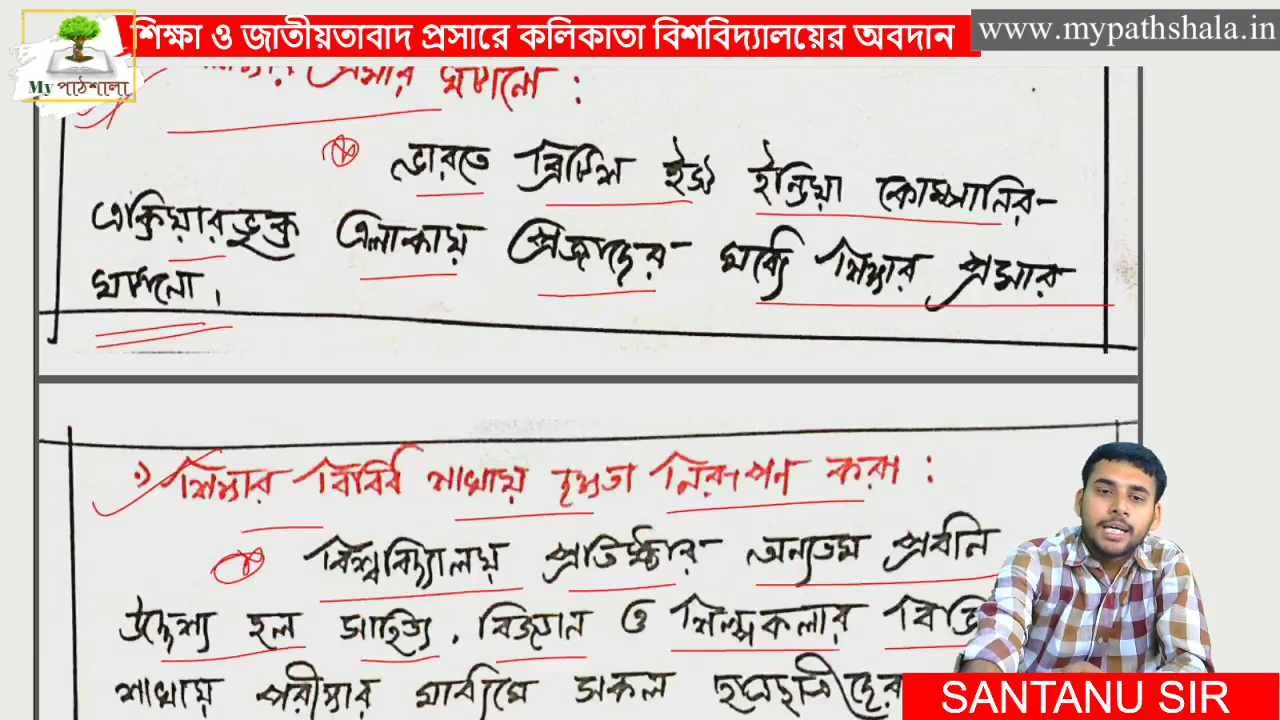 শিক্ষা ও জাতীয়তাবাদ প্রসারে কলিকাতা বিশবিদ্যালয়ের অবদান
www.mypathshala.in
My পাঠশালা
প্রসার ঘটানো :
ভারতে ব্রিটিশ ইস্ট ইন্ডিয়া কোম্পানির-
এক্তিয়ারভুক্ত এলাকায় প্রজাদের মধ্যে শিক্ষার প্রসার
ঘটানো।
শিক্ষার বিবিধ শাখায় দক্ষতা নিরূপণ করা :
বিশ্ববিদ্যালয় প্রতিষ্ঠার অন্যতম প্রধান
উদ্দেশ্য হল সাহিত্য, বিজ্ঞান ও শিল্পকলার
শাখায় পরীক্ষার মাধ্যমে সকল ছাত্রছাত্রীদের
SANTANU SIR